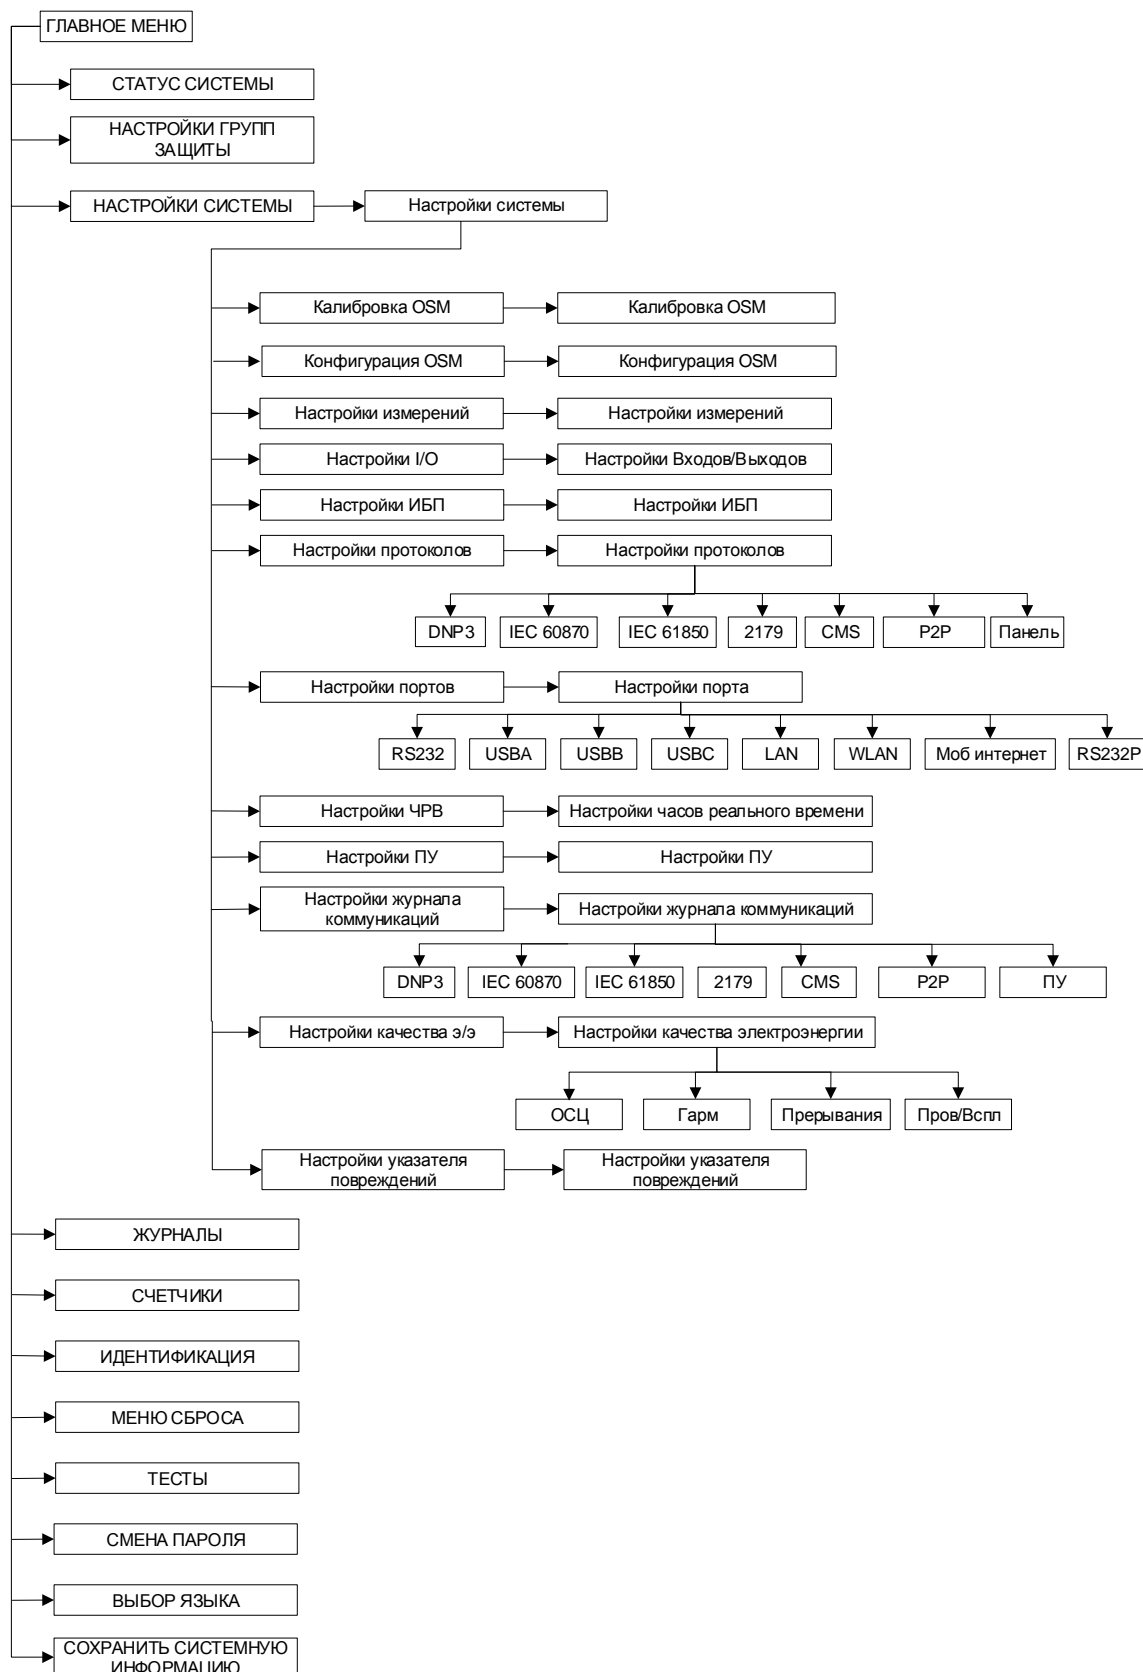 ГЛАВНОЕ МЕНЮ
СТАТУС СИСТЕМЫ
НАСТРОЙКИ ГРУПП
ЗАЩИТЫ
НАСТРОЙКИ СИСТЕМЫ
Настройки системы
Калибровка OSM
Калибровка OSM
Конфигурация OSM
Конфигурация OSM
Настройки измерений
Настройки измерений
Настройки I/O
Настройки Входов/Выходов
Настройки ИБП
Настройки ИБП
Настройки протоколов
Настройки протоколов
DNP3
IEC 60870
IEC 61850
2179
CMS
P2P
Панель
Настройки портов
Настройки порта
RS232
USBA
USBB
USBC
LAN
WLAN
Моб интернет
RS232P
Настройки ЧРВ
Настройки часов реального времени
Настройки ПУ
Настройки ПУ
Настройки журнала
коммуникаций
Настройки журнала коммуникаций
DNP3
IEC 60870
IEC 61850
2179
CMS
P2P
ПУ
Настройки качества э/э
Настройки качества электроэнергии
ОСЦ
Гарм
Прерывания
Пров/Вспл
Настройки указателя
повреждений
Настройки указателя
повреждений
ЖУРНАЛЫ
СЧЕТЧИКИ
ИДЕНТИФИКАЦИЯ
МЕНЮ СБРОСА
ТЕСТЫ
СМЕНА ПАРОЛЯ
ВЫБОР ЯЗЫКА
СОХРАНИТЬ СИСТЕМНУЮ
ИНФОРМАЦИЮ